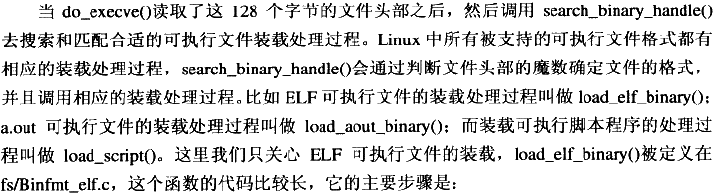 当 do_execve()读取了这 128 个字节的文件头部之后，然后调用 search_binary_handle()
去搜索和匹配合适的可执行文件装载处理过程。Linux 中所有被支持的可执行文件格式都有
相应的装载处理过程，search_binary_handle()会通过判断文件头部的魔数确定文件的格式，
并且调用相应的装载处理过程。比如 ELF 可执行文件的装载处理过程叫做 load_elf_binary()；
a.out 可执行文件的装载处理过程叫做 load_aout_binary()；而装载可执行脚本程序的处理过
程叫做 load_script()。这里我们只关心 ELF 可执行文件的装载，load_elf_binary()被定义在
fs/Binfmt_elf.c，这个函数的代码比较长，它的主要步骤是：